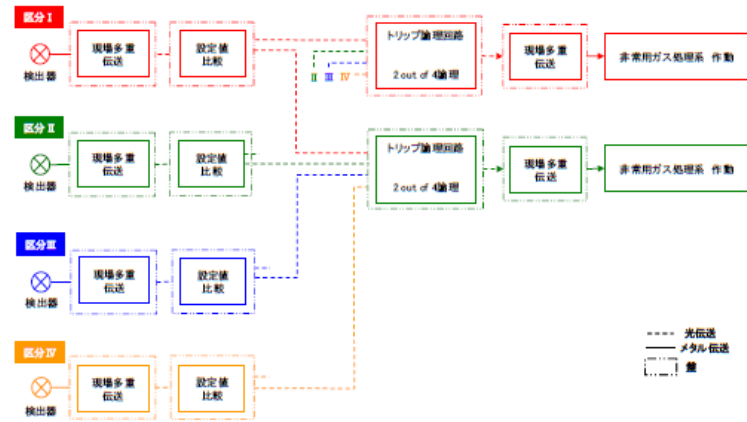 区分Ⅰ
検出器
現場多重
伝送
設定値
比較
トリップ論理回路
2 out of 4論理
Ⅱ Ⅲ Ⅳ
現場多重
伝送
非常用ガス処理系 作動
区分Ⅱ
検出器
現場多重
伝送
設定値
比較
トリップ論理回路
2 out of 4論理
現場多重
伝送
非常用ガス処理系 作動
区分Ⅲ
検出器
現場多重
伝送
設定値
比較
区分Ⅳ
検出器
現場多重
伝送
設定値
比較
光伝送
メタル伝送
盤